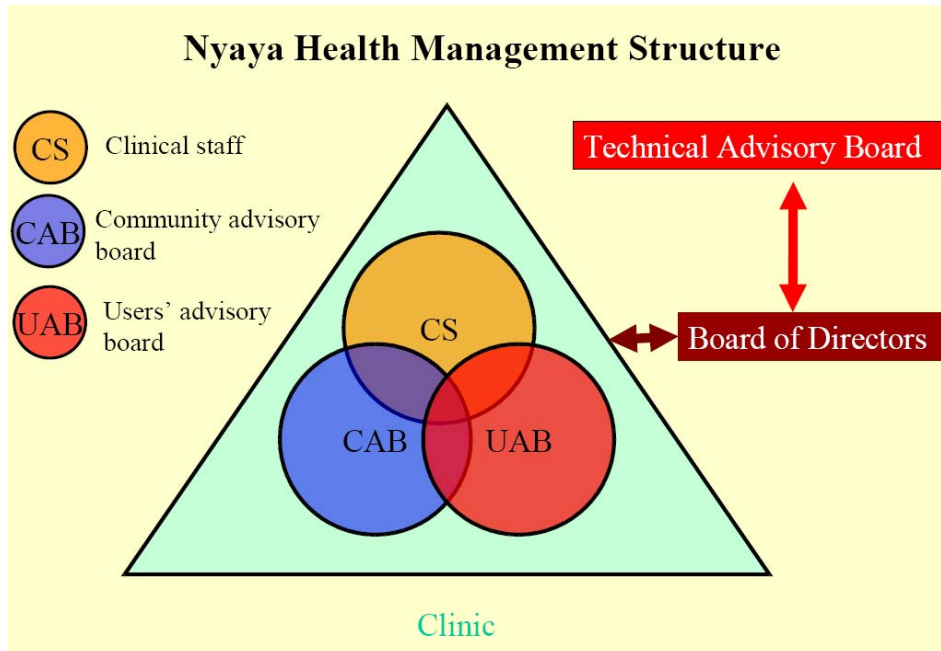 Nyaya Health Management Structure
CS
Clinical staff
CAB
Community advisory
board
UAB
Users’ advisory
board
Technical Advisory Board
Board of Directors
CS
CAB
UAB
Clinic